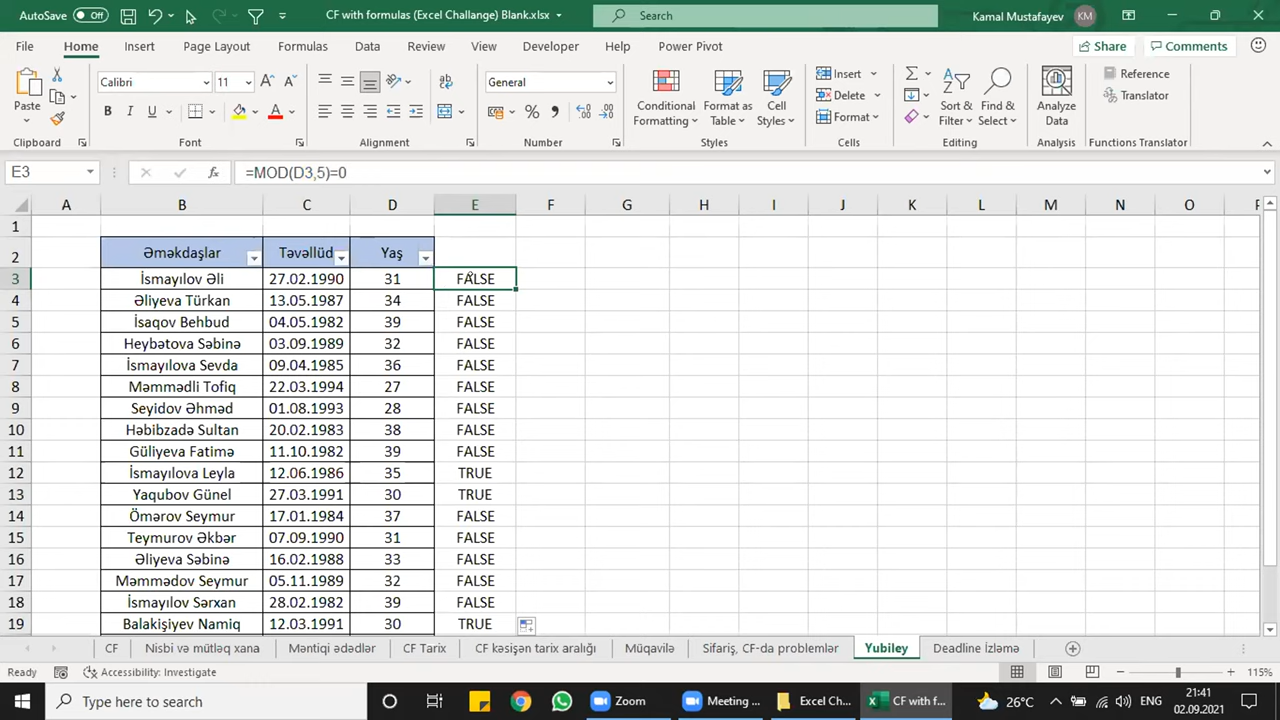 AutoSave Off CF with formulas (Excel Challange) Blank.xlsx Search Kamal Mustafayev KM
File Home Insert Page Layout Formulas Data Review View Developer Help Power Pivot Share Comments
Paste Calibri 11 General Conditional Formatting Format as Table Cell Styles Insert Delete Format Sort & Filter Find & Select Analyze Data Reference Translator
Clipboard Font Alignment Number Styles Cells Editing Analysis Functions Translator
E3 fx =MOD(D3,5)=0
A B C D E F G H I J K L M N O
1
2 Əməkdaşlar Təvəllüd Yaş
3 İsmayılov Əli 27.02.1990 31 FALSE
4 Əliyeva Türkan 13.05.1987 34 FALSE
5 İsaqov Behbud 04.05.1982 39 FALSE
6 Heybətova Səbinə 03.09.1989 32 FALSE
7 İsmayılova Sevda 09.04.1985 36 FALSE
8 Məmmədli Tofiq 22.03.1994 27 FALSE
9 Seyidov Əhməd 01.08.1993 28 FALSE
10 Həbibzadə Sultan 20.02.1983 38 FALSE
11 Güliyeva Fatimə 11.10.1982 39 FALSE
12 İsmayılova Leyla 12.06.1986 35 TRUE
13 Yaqubov Günel 27.03.1991 30 TRUE
14 Ömərov Seymur 17.01.1984 37 FALSE
15 Teymurov Əkbər 07.09.1990 31 FALSE
16 Əliyeva Səbinə 16.02.1988 33 FALSE
17 Məmmədov Seymur 05.11.1989 32 FALSE
18 İsmayılov Sərxan 28.02.1982 39 FALSE
19 Balakişiyev Namiq 12.03.1991 30 TRUE
CF Nisbi və mütləq xana Məntiqi ədədlər CF Tarix CF kəsişən tarix aralığı Müqavilə Sifariş, CF-da problemlər Yubiley Deadline İzləmə
Ready Accessibility: Investigate 115%
Type here to search Zoom Meeting ... Excel Ch... CF with f... 26°C ENG 21:41
02.09.2021